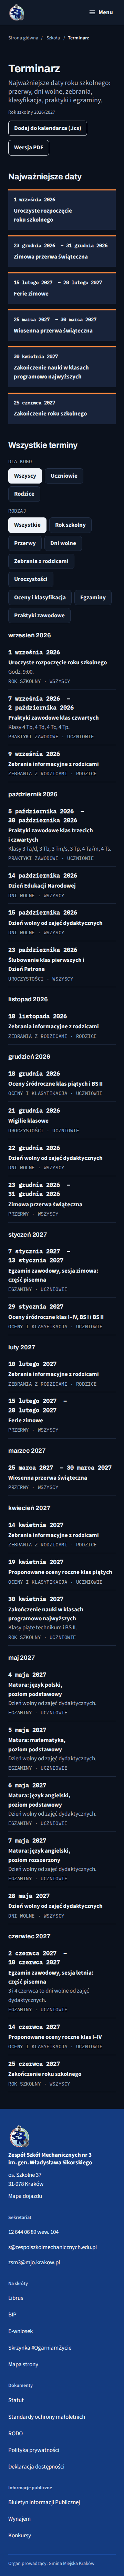 Menu
Strona główna / Szkoła / Terminarz
Terminarz
Najważniejsze daty roku szkolnego:
przerwy, dni wolne, zebrania,
klasyfikacja, praktyki i egzaminy.
Rok szkolny 2026/2027
Dodaj do kalendarza (.ics)
Wersja PDF
Najważniejsze daty
1 września 2026
Uroczyste rozpoczęcie
roku szkolnego
23 grudnia 2026 – 31 grudnia 2026
Zimowa przerwa świąteczna
15 lutego 2027 – 28 lutego 2027
Ferie zimowe
25 marca 2027 – 30 marca 2027
Wiosenna przerwa świąteczna
30 kwietnia 2027
Zakończenie nauki w klasach
programowo najwyższych
25 czerwca 2027
Zakończenie roku szkolnego
Wszystkie terminy
DLA KOGO
Wszyscy
Uczniowie
Rodzice
RODZAJ
Wszystkie
Rok szkolny
Przerwy
Dni wolne
Zebrania z rodzicami
Uroczystości
Oceny i klasyfikacja
Egzaminy
Praktyki zawodowe
wrzesień 2026
1 września 2026
Uroczyste rozpoczęcie roku szkolnego
Godz. 9:00.
ROK SZKOLNY · WSZYSCY
7 września 2026 –
2 października 2026
Praktyki zawodowe klas czwartych
Klasy 4 Tb, 4 Td, 4 Tc, 4 Tp.
PRAKTYKI ZAWODOWE · UCZNIOWIE
9 września 2026
Zebrania informacyjne z rodzicami
ZEBRANIA Z RODZICAMI · RODZICE
październik 2026
5 października 2026 –
30 października 2026
Praktyki zawodowe klas trzecich
i czwartych
Klasy 3 Ta/d, 3 Tb, 3 Tm/s, 3 Tp, 4 Ta/m, 4 Ts.
PRAKTYKI ZAWODOWE · UCZNIOWIE
14 października 2026
Dzień Edukacji Narodowej
DNI WOLNE · WSZYSCY
15 października 2026
Dzień wolny od zajęć dydaktycznych
DNI WOLNE · WSZYSCY
23 października 2026
Ślubowanie klas pierwszych i
Dzień Patrona
UROCZYSTOŚCI · WSZYSCY
listopad 2026
18 listopada 2026
Zebrania informacyjne z rodzicami
ZEBRANIA Z RODZICAMI · RODZICE
grudzień 2026
18 grudnia 2026
Oceny śródroczne klas piątych i BS II
OCENY I KLASYFIKACJA · UCZNIOWIE
21 grudnia 2026
Wigilie klasowe
UROCZYSTOŚCI · UCZNIOWIE
22 grudnia 2026
Dzień wolny od zajęć dydaktycznych
DNI WOLNE · WSZYSCY
23 grudnia 2026 –
31 grudnia 2026
Zimowa przerwa świąteczna
PRZERWY · WSZYSCY
styczeń 2027
7 stycznia 2027 –
13 stycznia 2027
Egzamin zawodowy, sesja zimowa:
część pisemna
EGZAMINY · UCZNIOWIE
29 stycznia 2027
Oceny śródroczne klas I–IV, BS I i BS II
OCENY I KLASYFIKACJA · UCZNIOWIE
luty 2027
10 lutego 2027
Zebrania informacyjne z rodzicami
ZEBRANIA Z RODZICAMI · RODZICE
15 lutego 2027 –
28 lutego 2027
Ferie zimowe
PRZERWY · WSZYSCY
marzec 2027
25 marca 2027 – 30 marca 2027
Wiosenna przerwa świąteczna
PRZERWY · WSZYSCY
kwiecień 2027
14 kwietnia 2027
Zebrania informacyjne z rodzicami
ZEBRANIA Z RODZICAMI · RODZICE
19 kwietnia 2027
Proponowane oceny roczne klas piątych
OCENY I KLASYFIKACJA · UCZNIOWIE
30 kwietnia 2027
Zakończenie nauki w klasach
programowo najwyższych
Klasy piąte technikum i BS II.
ROK SZKOLNY · UCZNIOWIE
maj 2027
4 maja 2027
Matura: język polski,
poziom podstawowy
Dzień wolny od zajęć dydaktycznych.
EGZAMINY · UCZNIOWIE
5 maja 2027
Matura: matematyka,
poziom podstawowy
Dzień wolny od zajęć dydaktycznych.
EGZAMINY · UCZNIOWIE
6 maja 2027
Matura: język angielski,
poziom podstawowy
Dzień wolny od zajęć dydaktycznych.
EGZAMINY · UCZNIOWIE
7 maja 2027
Matura: język angielski,
poziom rozszerzony
Dzień wolny od zajęć dydaktycznych.
EGZAMINY · UCZNIOWIE
28 maja 2027
Dzień wolny od zajęć dydaktycznych
DNI WOLNE · WSZYSCY
czerwiec 2027
2 czerwca 2027 –
10 czerwca 2027
Egzamin zawodowy, sesja letnia:
część pisemna
3 i 4 czerwca to dni wolne od zajęć
dydaktycznych.
EGZAMINY · UCZNIOWIE
14 czerwca 2027
Proponowane oceny roczne klas I–IV
OCENY I KLASYFIKACJA · UCZNIOWIE
25 czerwca 2027
Zakończenie roku szkolnego
ROK SZKOLNY · WSZYSCY
Zespół Szkół Mechanicznych nr 3
im. gen. Władysława Sikorskiego
os. Szkolne 37
31-978 Kraków
Mapa dojazdu
Sekretariat
12 644 06 89 wew. 104
s@zespolszkolmechanicznych.edu.pl
zsm3@mjo.krakow.pl
Na skróty
Librus
BIP
E-wniosek
Skrzynka #OgarniamŻycie
Mapa strony
Dokumenty
Statut
Standardy ochrony małoletnich
RODO
Polityka prywatności
Deklaracja dostępności
Informacje publiczne
Biuletyn Informacji Publicznej
Wynajem
Konkursy
Organ prowadzący: Gmina Miejska Kraków